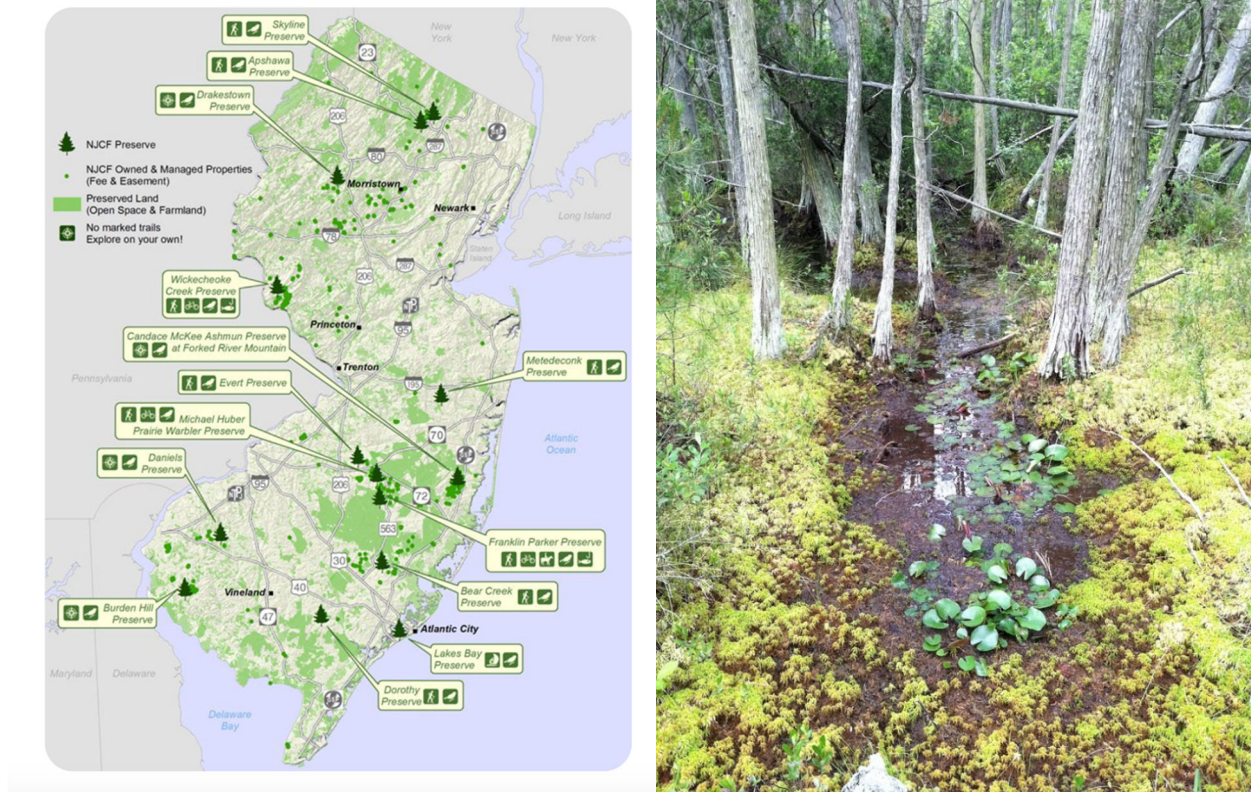 Skyline
Preserve
New
York
New York
23
Apshawa
Preserve
Drakestown
Preserve
206
287
80
NJCF Preserve
NJCF Owned & Managed Properties
(Fee & Easement)
Preserved Land
(Open Space & Farmland)
No marked trails
Explore on your own!
Morristown
Newark
Long Island
78
Staten
Island
206
287
Wickecheoke
Creek Preserve
Princeton
95
Candace McKee Ashmun Preserve
at Forked River Mountain
Trenton
Metedeconk
Preserve
Pennsylvania
195
Evert Preserve
Michael Huber
Prairie Warbler Preserve
70
Atlantic
Ocean
Daniels
Preserve
95
206
72
563
Franklin Parker Preserve
30
Bear Creek
Preserve
40
Vineland
Burden Hill
Preserve
47
Atlantic City
Lakes Bay
Preserve
Maryland
Delaware
Dorothy
Preserve
Delaware
Bay